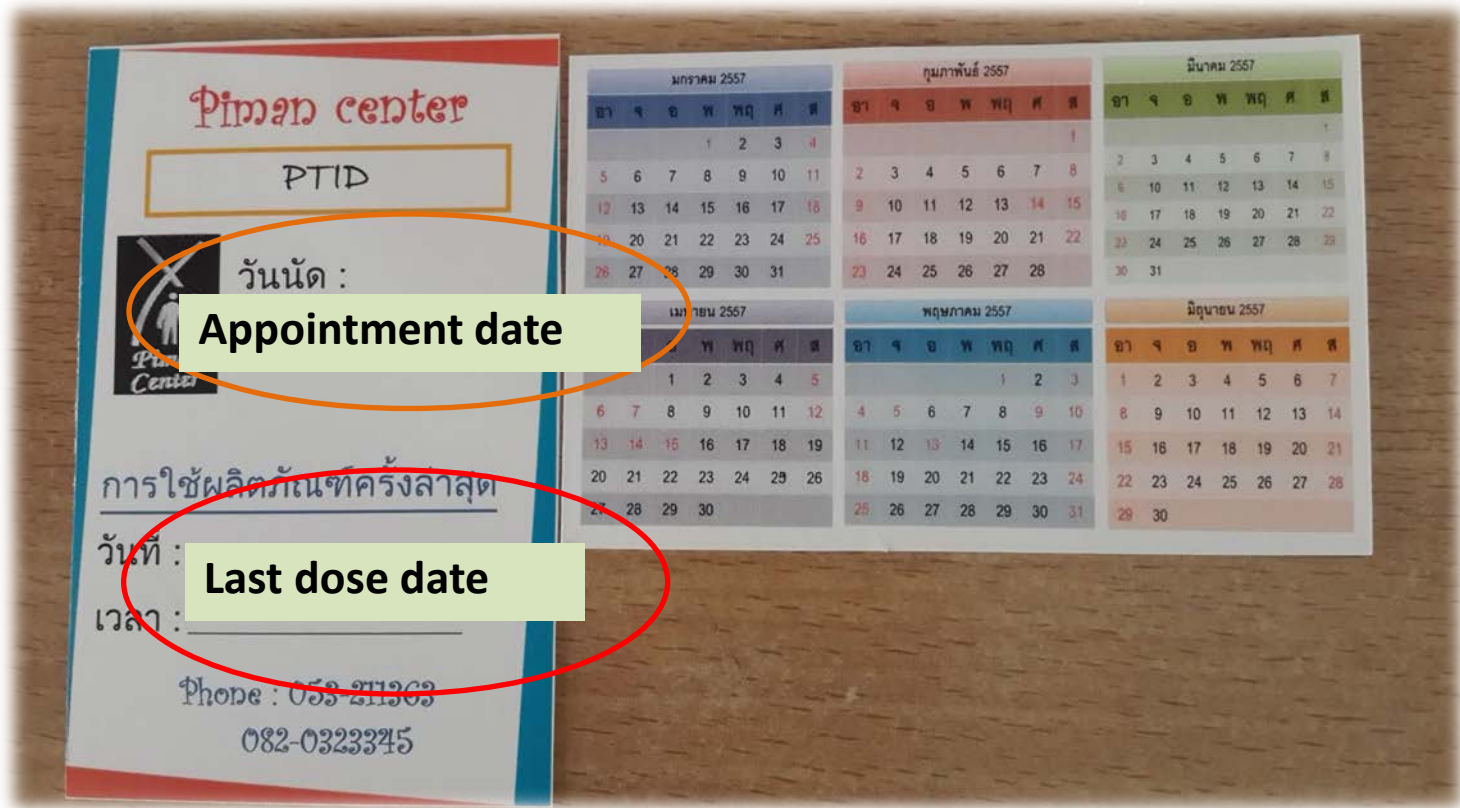 Piman center
PTID
วันนัด :
Appointment date
Piman
Center
การใช้ผลิตภัณฑ์ครั้งล่าสุด
วันที่ :
Last dose date
เวลา :
Phone : 053-211363
082-0323345
มกราคม 2557
อา จ อ พ พฤ ศ ส
1 2 3 4
5 6 7 8 9 10 11
12 13 14 15 16 17 18
19 20 21 22 23 24 25
26 27 28 29 30 31
กุมภาพันธ์ 2557
อา จ อ พ พฤ ศ ส
1
2 3 4 5 6 7 8
9 10 11 12 13 14 15
16 17 18 19 20 21 22
23 24 25 26 27 28
มีนาคม 2557
อา จ อ พ พฤ ศ ส
1
2 3 4 5 6 7 8
9 10 11 12 13 14 15
16 17 18 19 20 21 22
23 24 25 26 27 28 29
30 31
เมษายน 2557
อ พ พฤ ศ ส
1 2 3 4 5
6 7 8 9 10 11 12
13 14 15 16 17 18 19
20 21 22 23 24 25 26
27 28 29 30
พฤษภาคม 2557
อา จ อ พ พฤ ศ ส
1 2 3
4 5 6 7 8 9 10
11 12 13 14 15 16 17
18 19 20 21 22 23 24
25 26 27 28 29 30 31
มิถุนายน 2557
อา จ อ พ พฤ ศ ส
1 2 3 4 5 6 7
8 9 10 11 12 13 14
15 16 17 18 19 20 21
22 23 24 25 26 27 28
29 30